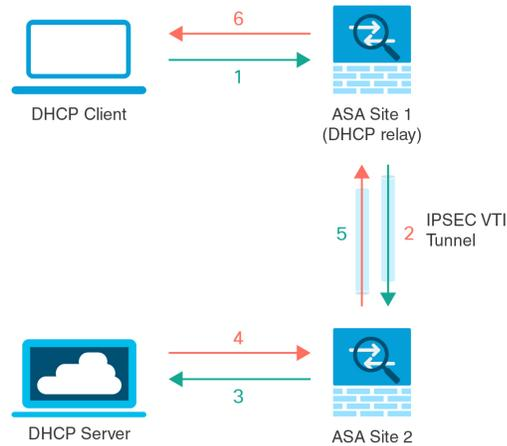 6
1
DHCP Client
ASA Site 1
(DHCP relay)
5
2
IPSEC VTI
Tunnel
4
3
DHCP Server
ASA Site 2